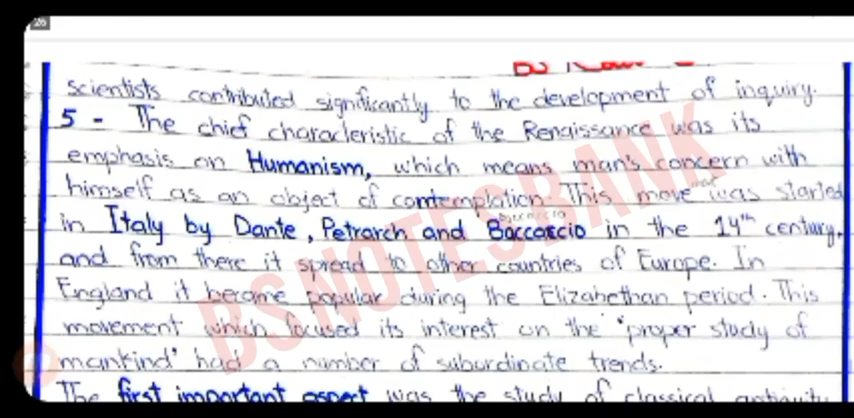 26
scientists contributed significantly to the development of inquiry.
5 - The chief characteristic of the Renaissance was its
emphasis on Humanism, which means man's concern with
himself as an object of contemplation. This move ment was started
Boccaccio
in Italy by Dante, Petrarch and Baccoscio in the 14th century.
and from there it spread to other countries of Europe. In
England it became popular during the Elizabethan period. This
movement which focused its interest on the 'proper study of
mankind' had a number of subordinate trends.
The first important aspect was the study of classical antiquity
BSNOTESBANK